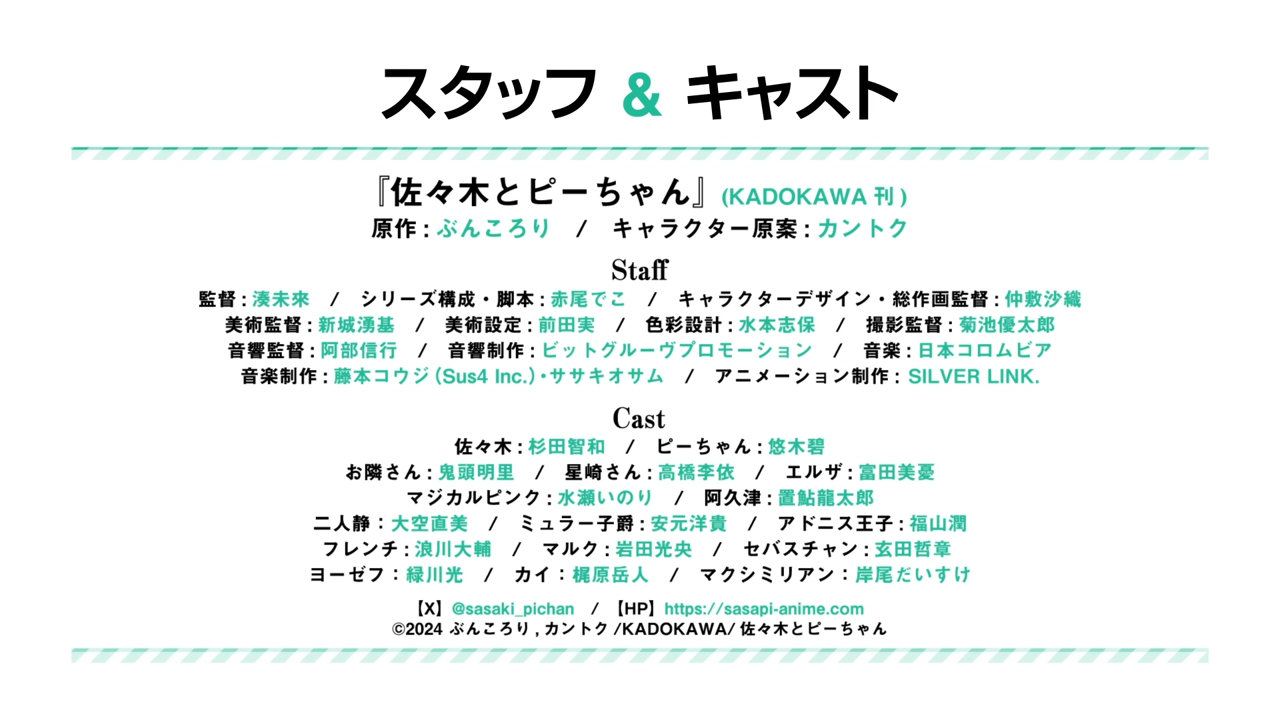 スタッフ & キャスト
『佐々木とピーちゃん』(KADOKAWA 刊)
原作 : ぶんころり / キャラクター原案 : カントク
Staff
監督 : 湊未來 / シリーズ構成・脚本 : 赤尾でこ / キャラクターデザイン・総作画監督 : 仲敷沙織
美術監督 : 新城湧基 / 美術設定 : 前田実 / 色彩設計 : 水本志保 / 撮影監督 : 菊池優太郎
音響監督 : 阿部信行 / 音響制作 : ビットグルーヴプロモーション / 音楽 : 日本コロムビア
音楽制作 : 藤本コウジ (Sus4 Inc.)・ササキオサム / アニメーション制作 : SILVER LINK.
Cast
佐々木 : 杉田智和 / ピーちゃん : 悠木碧
お隣さん : 鬼頭明里 / 星崎さん : 高橋李依 / エルザ : 富田美憂
マジカルピンク : 水瀬いのり / 阿久津 : 置鮎龍太郎
二人静 : 大空直美 / ミュラー子爵 : 安元洋貴 / アドニス王子 : 福山潤
フレンチ : 浪川大輔 / マルク : 岩田光央 / セバスチャン : 玄田哲章
ヨーゼフ : 緑川光 / カイ : 梶原岳人 / マクシミリアン : 岸尾だいすけ
【X】@sasaki_pichan / 【HP】https://sasapi-anime.com
©2024 ぶんころり , カントク /KADOKAWA/ 佐々木とピーちゃん